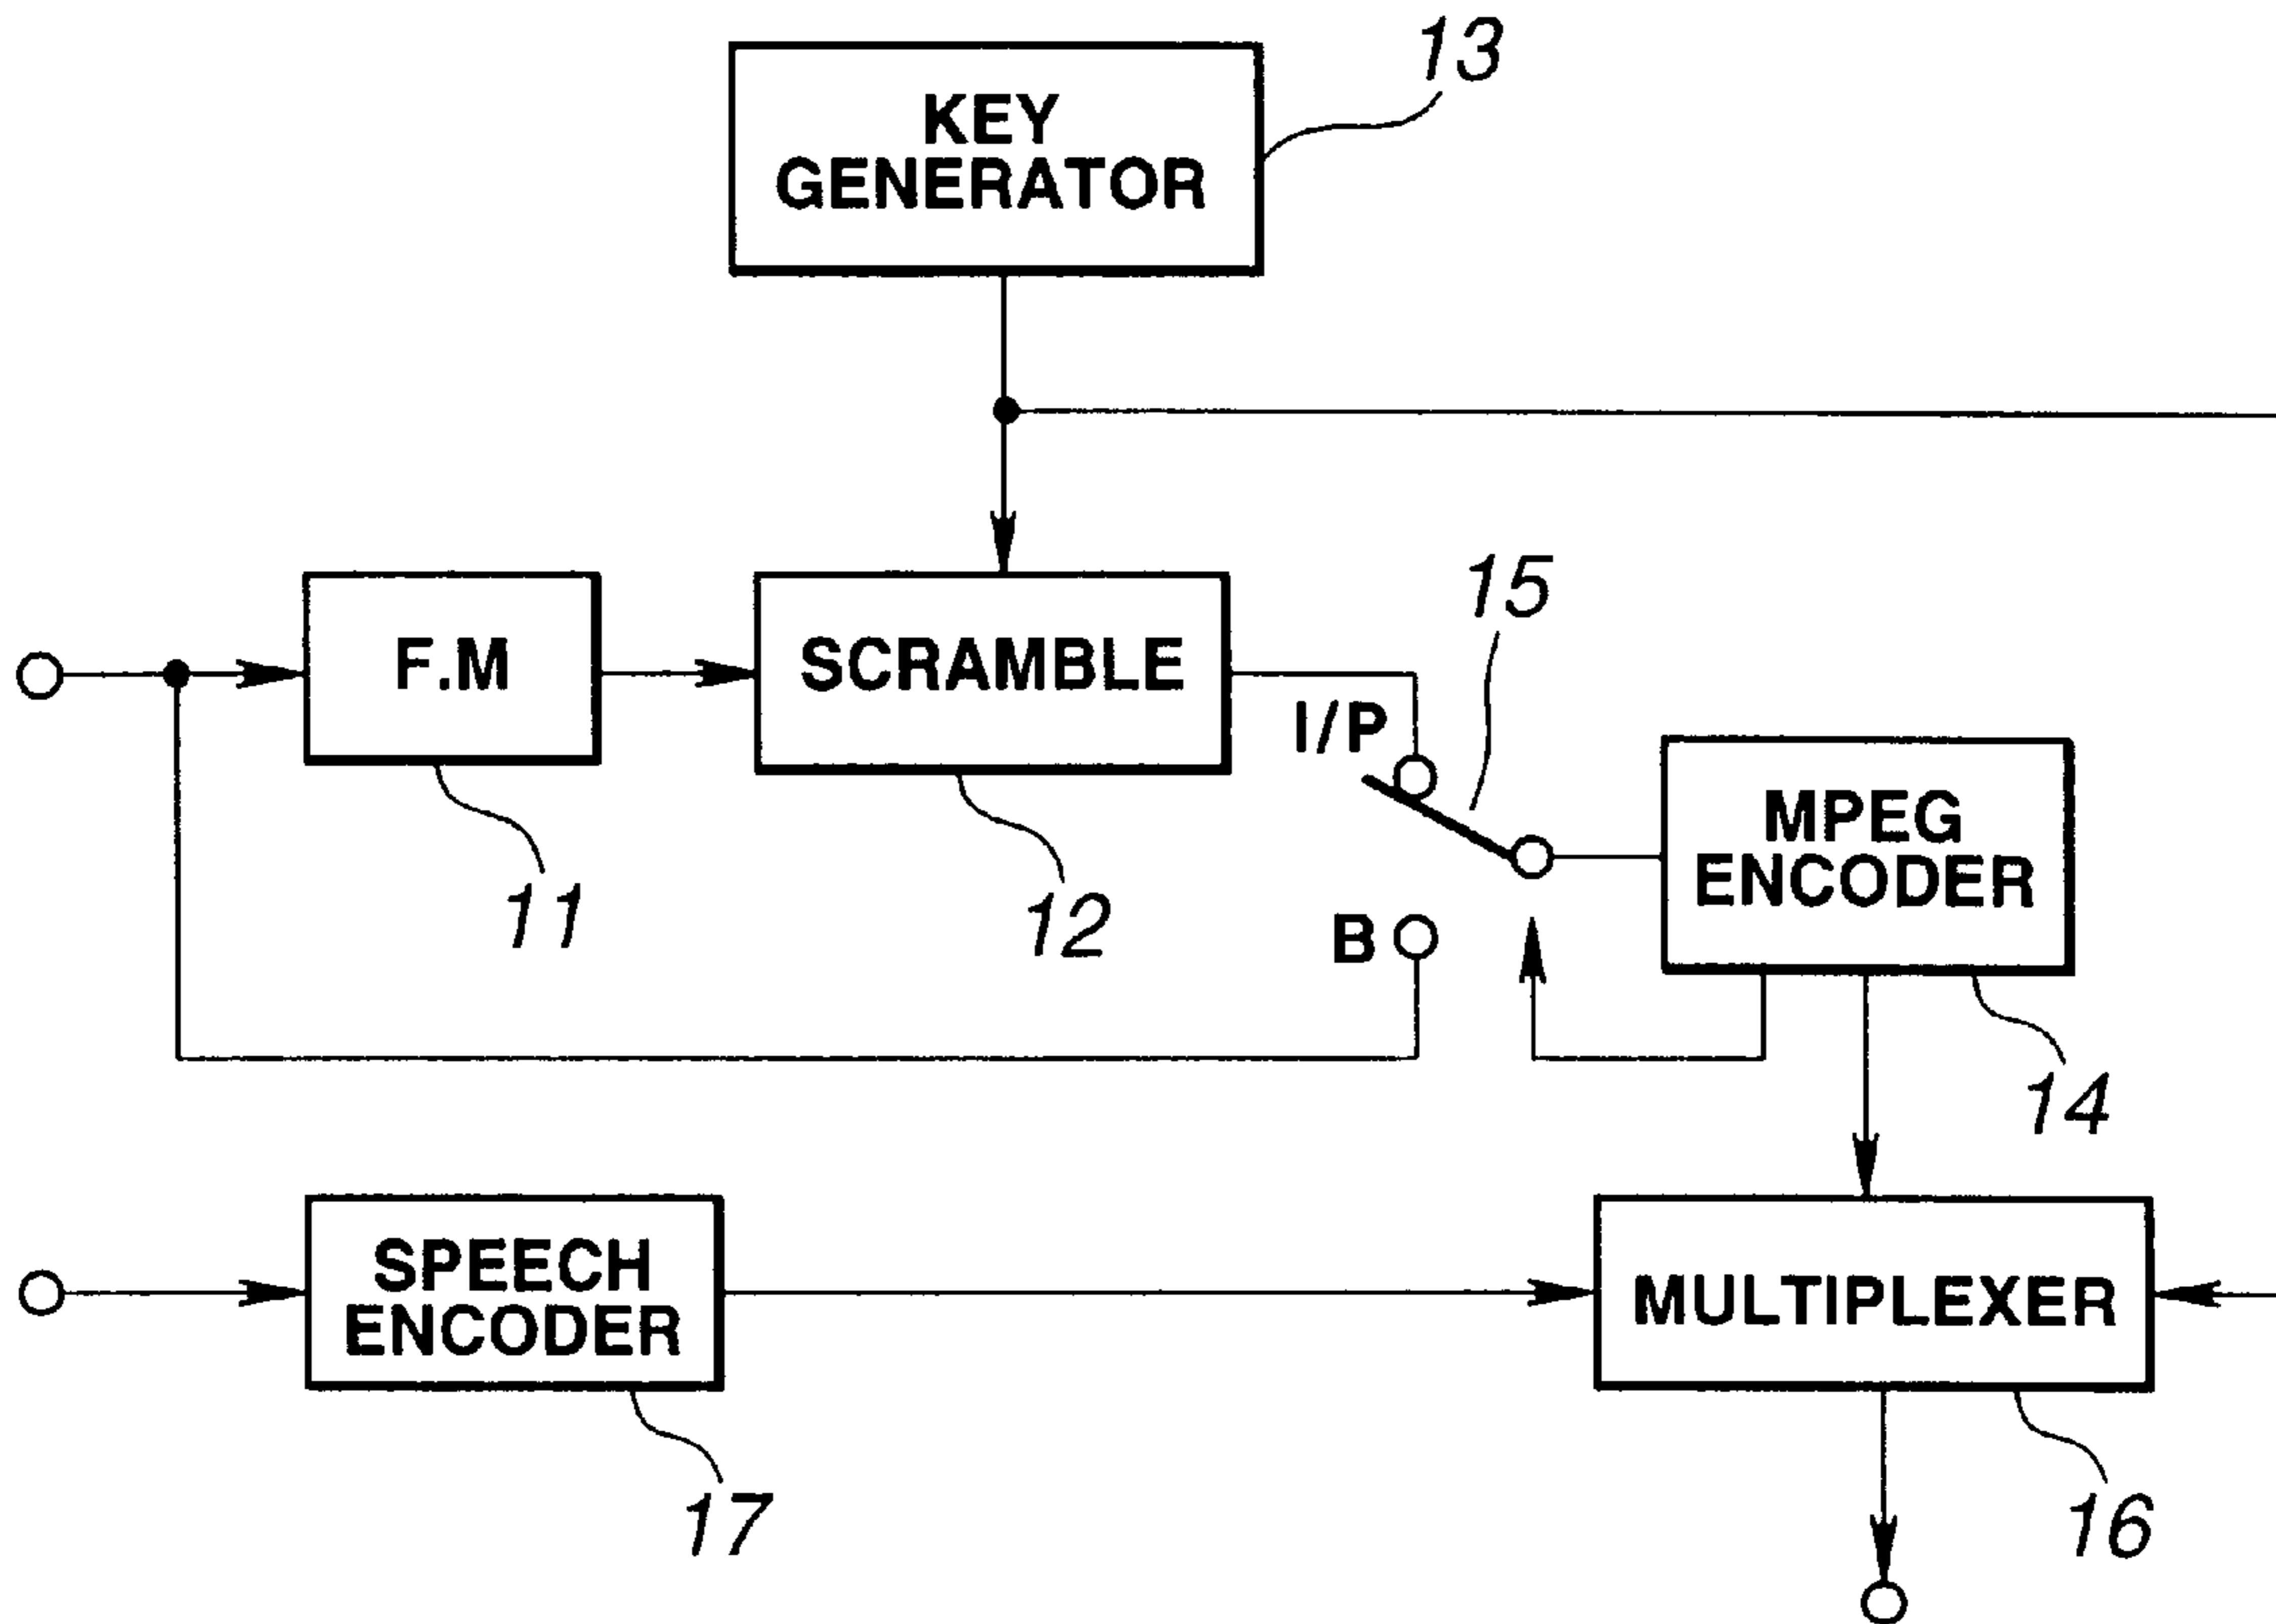 13
KEY
GENERATOR
15
F.M
SCRAMBLE
I/P
MPEG
ENCODER
11
12
B
14
SPEECH
ENCODER
MULTIPLEXER
17
16